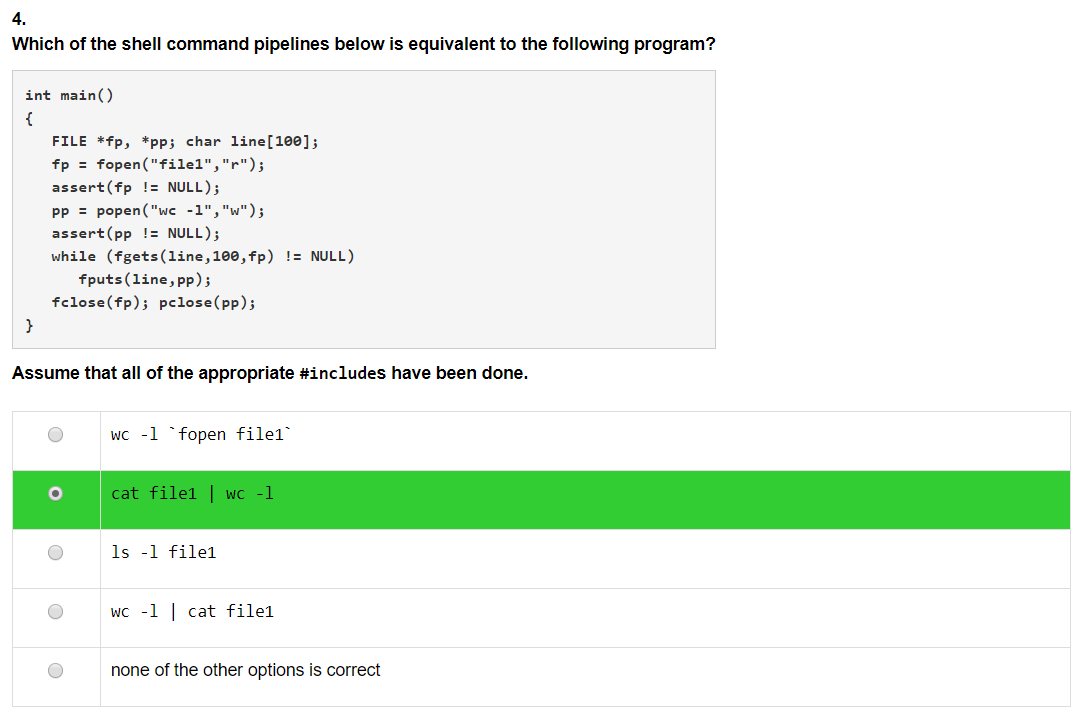 4.
Which of the shell command pipelines below is equivalent to the following program?
int main()
{
   FILE *fp, *pp; char line[100];
   fp = fopen("file1","r");
   assert(fp != NULL);
   pp = popen("wc -l","w");
   assert(pp != NULL);
   while (fgets(line,100,fp) != NULL)
      fputs(line,pp);
   fclose(fp); pclose(pp);
}
Assume that all of the appropriate #includes have been done.
wc -l `fopen file1`
cat file1 | wc -l
ls -l file1
wc -l | cat file1
none of the other options is correct